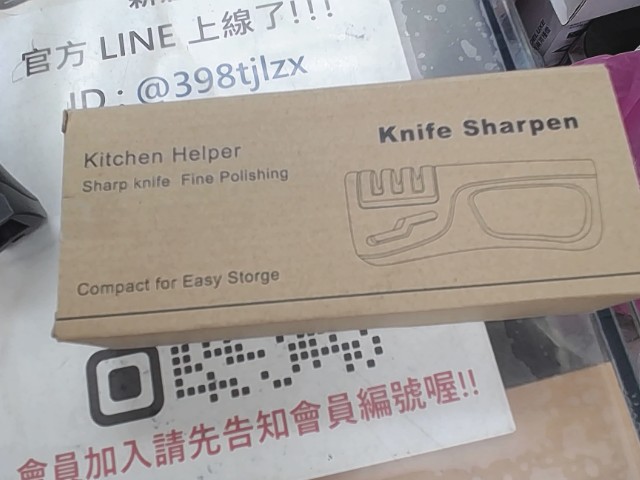 官方 LINE 上線了!!!
ID : @398tjlzx
Knife Sharpen
Kitchen Helper
Sharp knife Fine Polishing
Compact for Easy Storge
會員加入請先告知會員編號喔!!